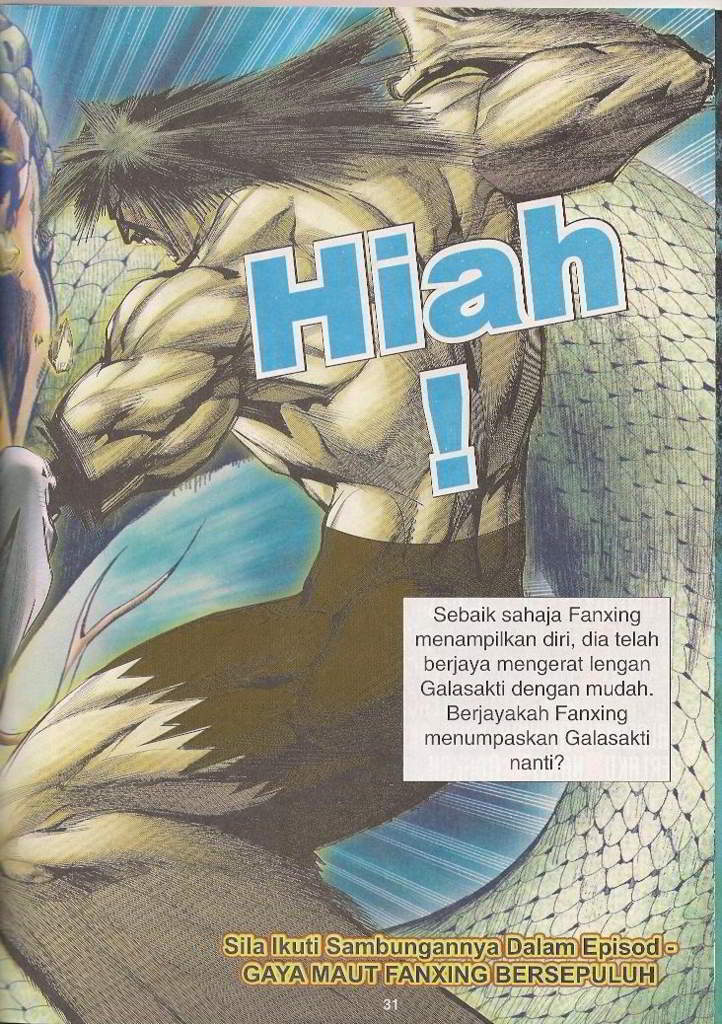 Hiah
!
Sebaik sahaja Fanxing
menampilkan diri, dia telah
berjaya mengerat lengan
Galasakti dengan mudah.
Berjayakah Fanxing
menumpaskan Galasakti
nanti?
Sila Ikuti Sambungannya Dalam Episod -
GAYA MAUT FANXING BERSEPULUH
31